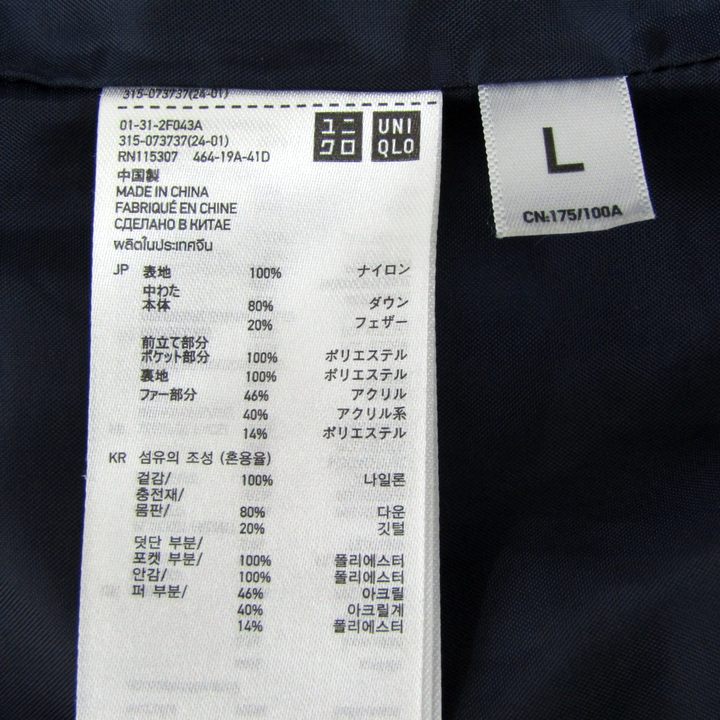 315-073737(24-01)
01-31-2F043A
315-073737(24-01)
RN115307 464-19A-41D
ユニ
クロ
UNI
QLO
中国製
MADE IN CHINA
FABRIQUÉ EN CHINE
СДЕЛАНО В КИТАЕ
ผลิตในประเทศจีน
JP 表地 100% ナイロン
中わた
本体 80% ダウン
20% フェザー
前立て部分
ポケット部分 100% ポリエステル
裏地 100% ポリエステル
ファー部分 46% アクリル
40% アクリル系
14% ポリエステル
KR 섬유의 조성 (혼용율)
겉감/ 100% 나일론
충전재/
몸판/ 80% 다운
20% 깃털
덧단 부분/
포켓 부분/ 100% 폴리에스터
안감/ 100% 폴리에스터
퍼 부분/ 46% 아크릴
40% 아크릴계
14% 폴리에스터
L
CN:175/100A